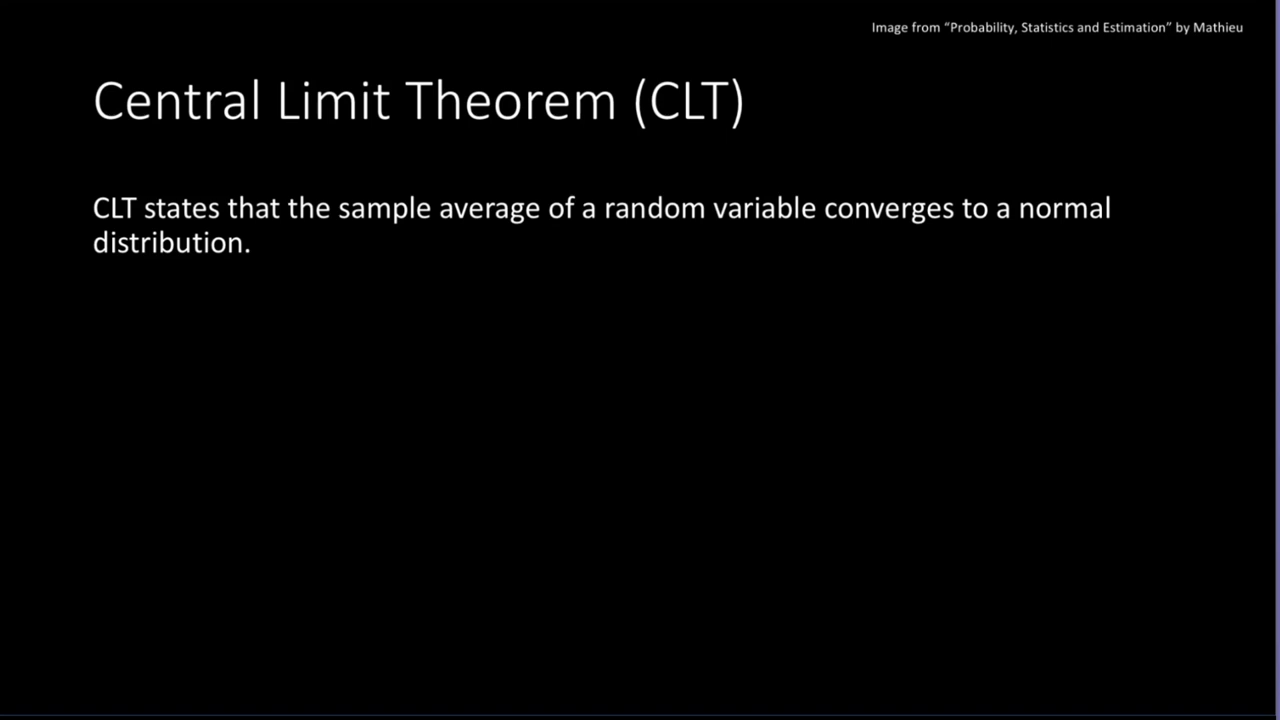 Image from “Probability, Statistics and Estimation” by Mathieu
Central Limit Theorem (CLT)
CLT states that the sample average of a random variable converges to a normal
distribution.